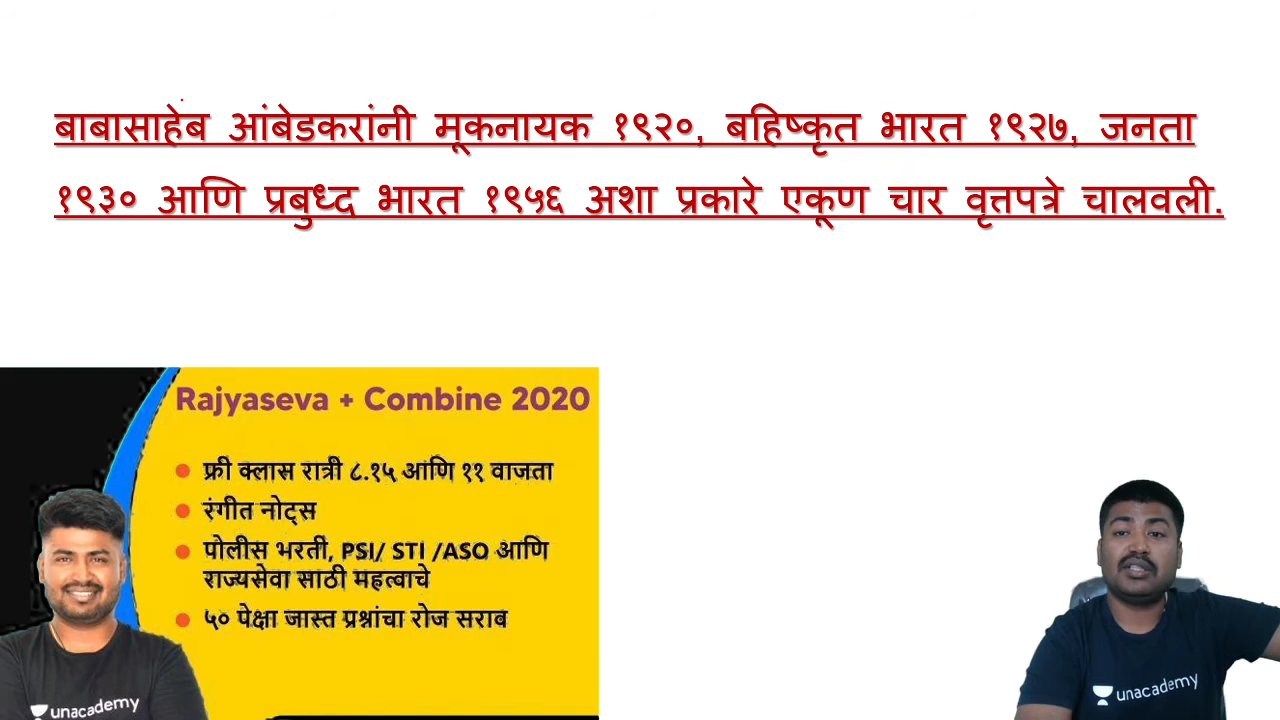 बाबासाहेब आंबेडकरांनी मूकनायक १९२०, बहिष्कृत भारत १९२७, जनता
१९३० आणि प्रबुध्द भारत १९५६ अशा प्रकारे एकूण चार वृत्तपत्रे चालवली.
Rajyaseva + Combine 2020
फ्री क्लास रात्री ८.१५ आणि ११ वाजता
रंगीत नोट्स
पोलीस भरती, PSI/ STI /ASO आणि
राज्यसेवा साठी महत्वाचे
५० पेक्षा जास्त प्रश्नांचा रोज सराव
unacademy
unacademy